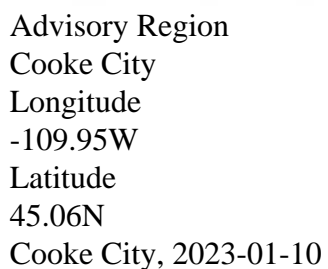 Advisory Region
Cooke City
Longitude
-109.95W
Latitude
45.06N
Cooke City, 2023-01-10